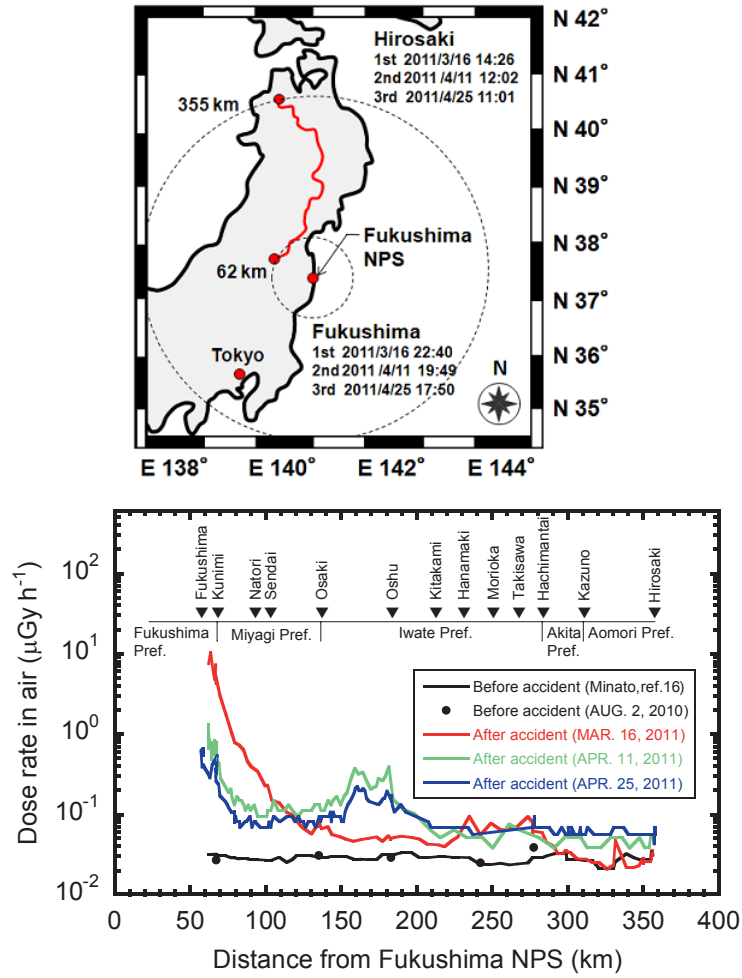 Hirosaki
1st 2011/3/16 14:26
2nd 2011 /4/11 12:02
3rd 2011/4/25 11:01
355 km
Fukushima
NPS
62 km
Fukushima
1st 2011/3/16 22:40
2nd 2011 /4/11 19:49
3rd 2011/4/25 17:50
Tokyo
N
N 42°
N 41°
N 40°
N 39°
N 38°
N 37°
N 36°
N 35°
E 138°
E 140°
E 142°
E 144°
Dose rate in air (μGy h⁻¹)
10²
10¹
10⁰
10⁻¹
10⁻²
Fukushima
Kunimi
Natori
Sendai
Osaki
Oshu
Kitakami
Hanamaki
Morioka
Takisawa
Hachimantai
Kazuno
Hirosaki
Fukushima
Pref.
Miyagi Pref.
Iwate Pref.
Akita
Pref.
Aomori Pref.
Before accident (Minato,ref.16)
Before accident (AUG. 2, 2010)
After accident (MAR. 16, 2011)
After accident (APR. 11, 2011)
After accident (APR. 25, 2011)
0 50 100 150 200 250 300 350 400
Distance from Fukushima NPS (km)